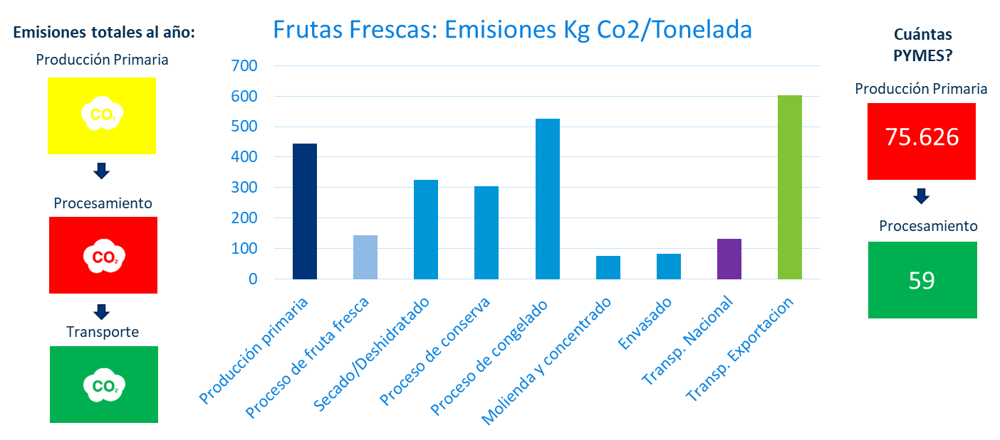 Emisiones totales al año:
Producción Primaria
CO2
Procesamiento
CO2
Transporte
CO2
Frutas Frescas: Emisiones Kg Co2/Tonelada
700
600
500
400
300
200
100
0
Producción primaria
Proceso de fruta fresca
Secado/Deshidratado
Proceso de conserva
Proceso de congelado
Molienda y concentrado
Envasado
Transp. Nacional
Transp. Exportacion
Cuántas
PYMES?
Producción Primaria
75.626
Procesamiento
59